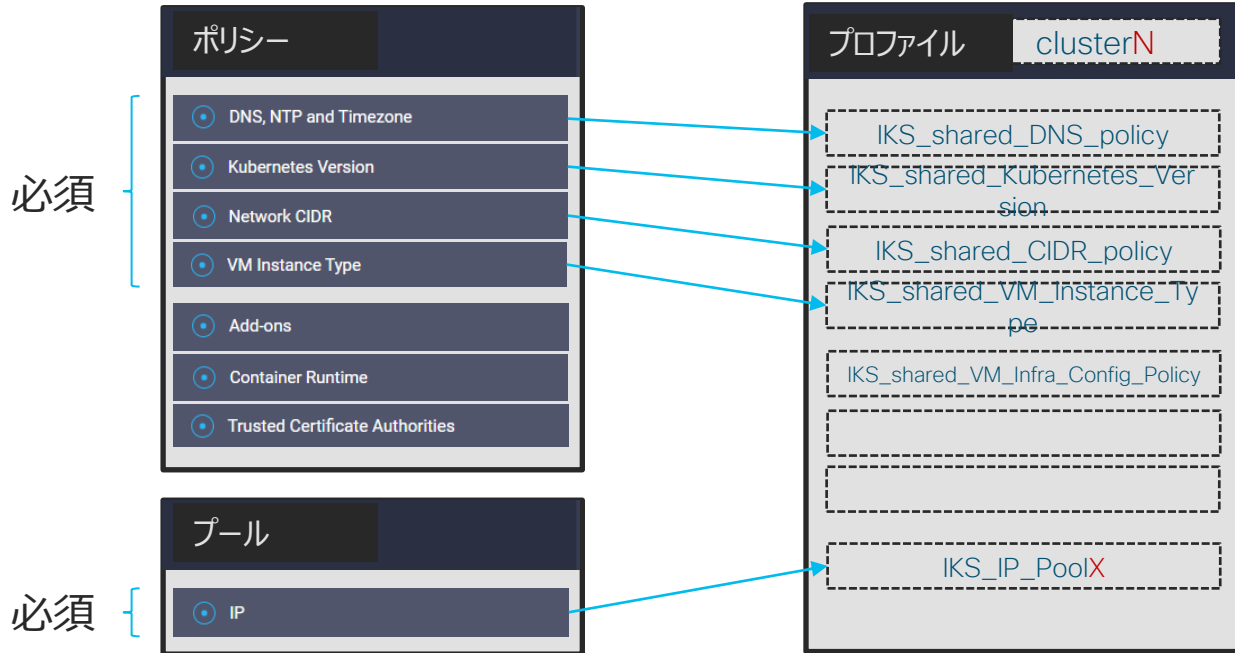 ポリシー
必須
DNS, NTP and Timezone
Kubernetes Version
Network CIDR
VM Instance Type
Add-ons
Container Runtime
Trusted Certificate Authorities
プール
必須
IP
プロファイル
clusterN
IKS_shared_DNS_policy
IKS_shared_Kubernetes_Ver
sion
IKS_shared_CIDR_policy
IKS_shared_VM_Instance_Ty
pe
IKS_shared_VM_Infra_Config_Policy
IKS_IP_PoolX